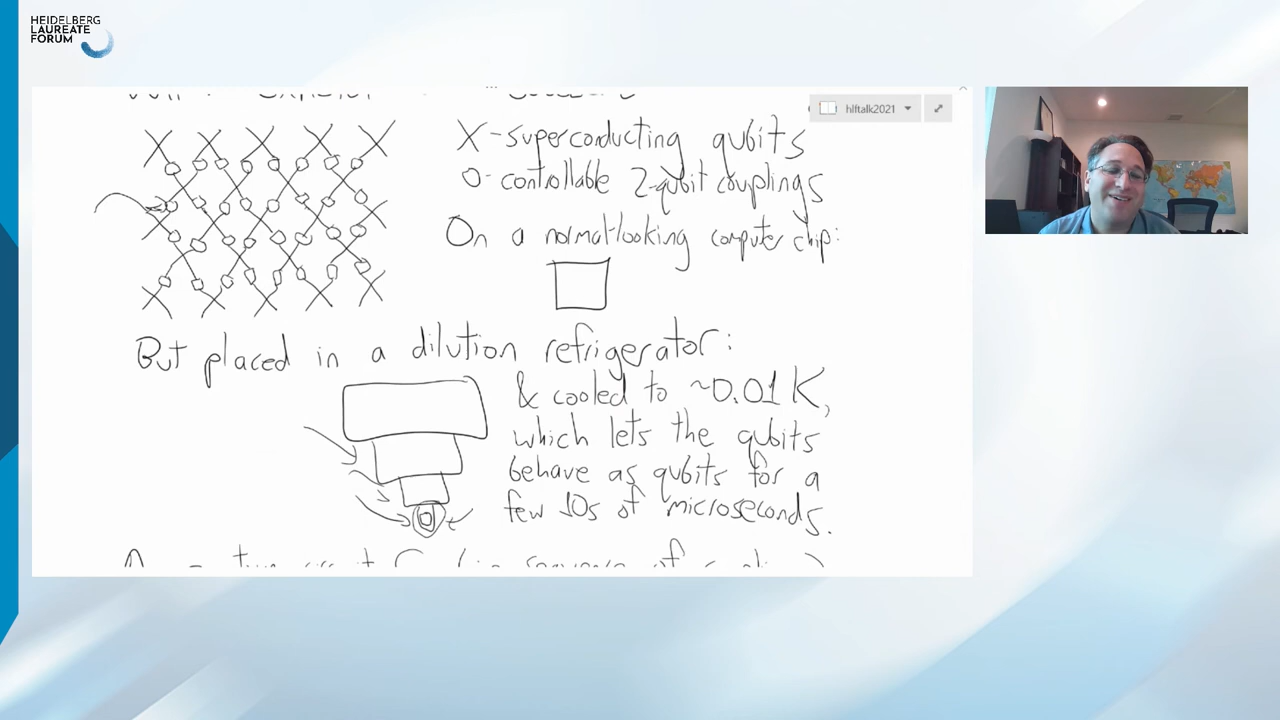 HEIDELBERG
LAUREATE
FORUM
hlftalk2021
X-superconducting qubits
O-controllable 2-qubit couplings
On a normal-looking computer chip:
But placed in a dilution refrigerator:
& cooled to ~0.01K,
which lets the qubits
behave as qubits for a
few 10s of microseconds.